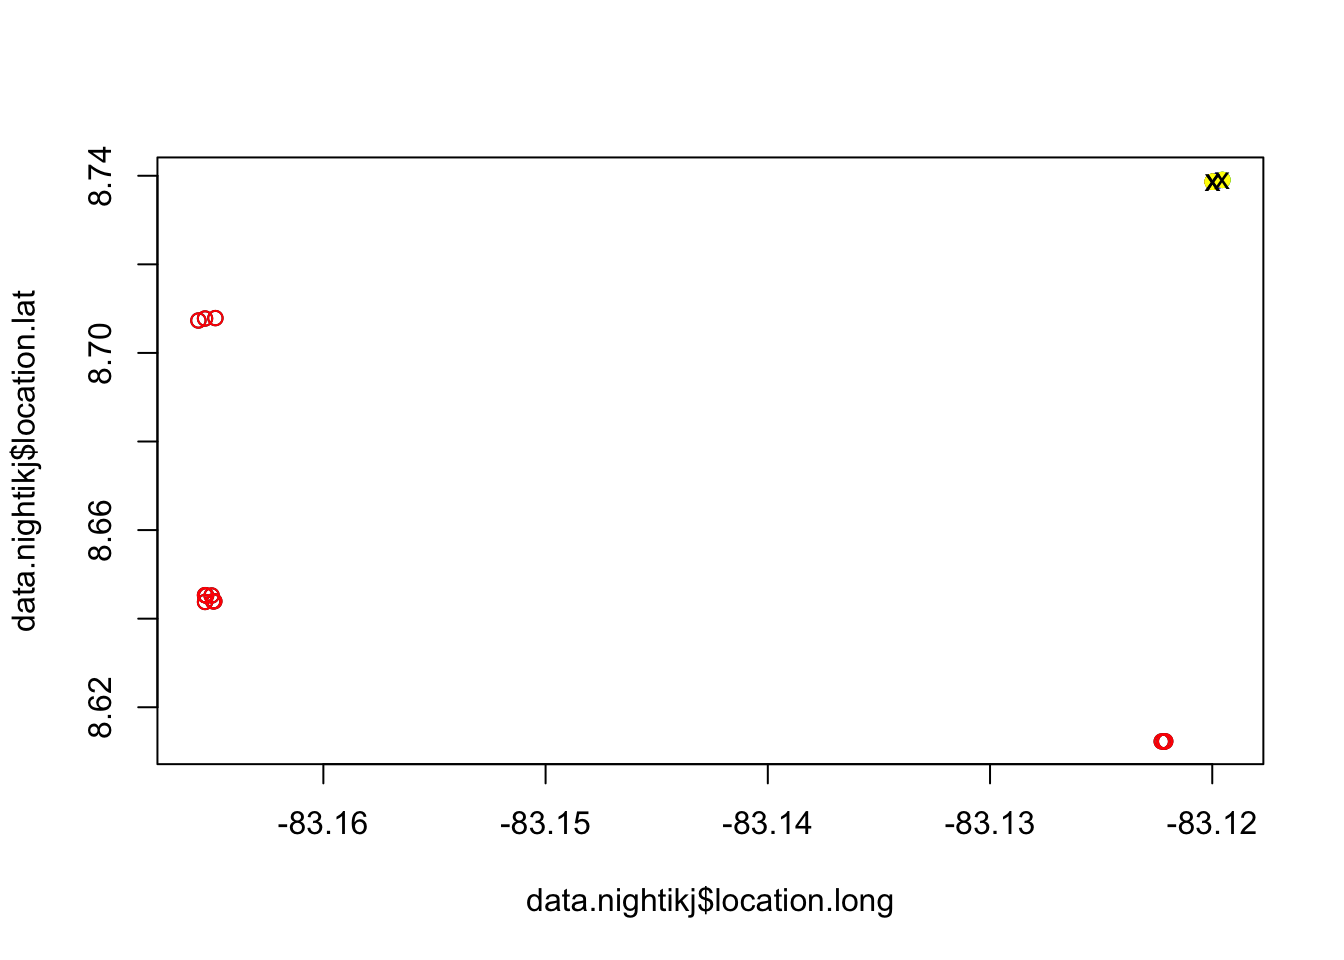 data.nightikj$location.lat
8.74
8.70
8.66
8.62
X X
-83.16 -83.15 -83.14 -83.13 -83.12
data.nightikj$location.long